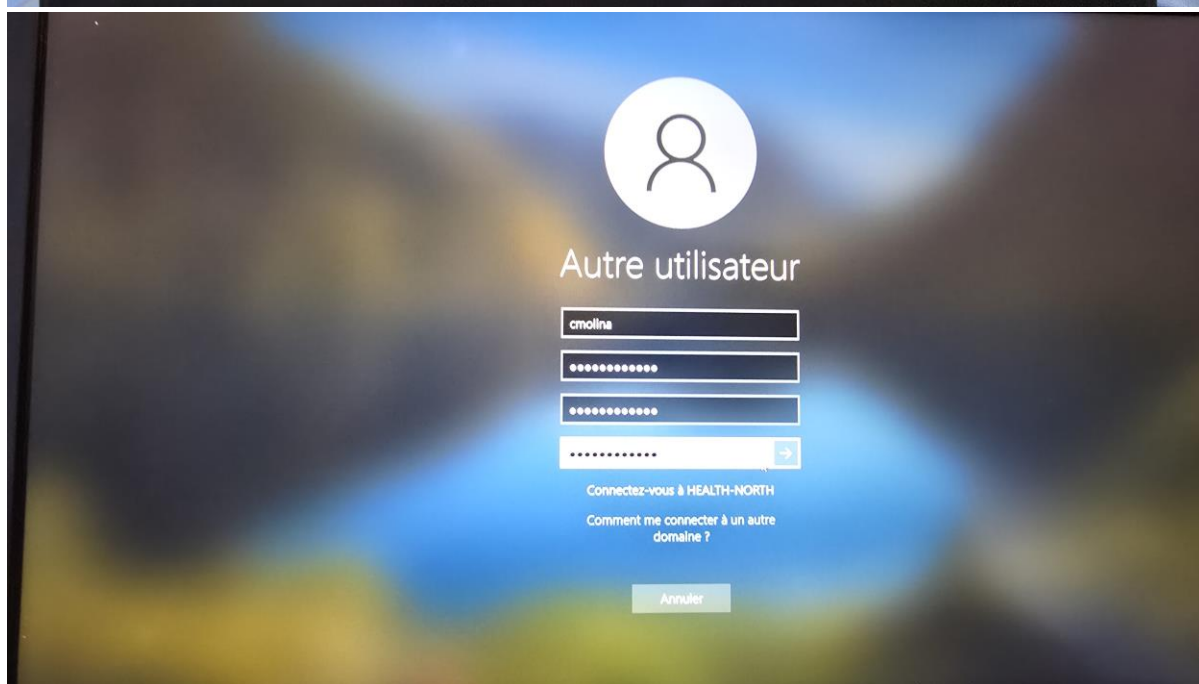 Autre utilisateur
cmolina
●●●●●●●●●●●●
●●●●●●●●●●●●
●●●●●●●●●●●●
Connectez-vous à HEALTH-NORTH
Comment me connecter à un autre
domaine ?
Annuler